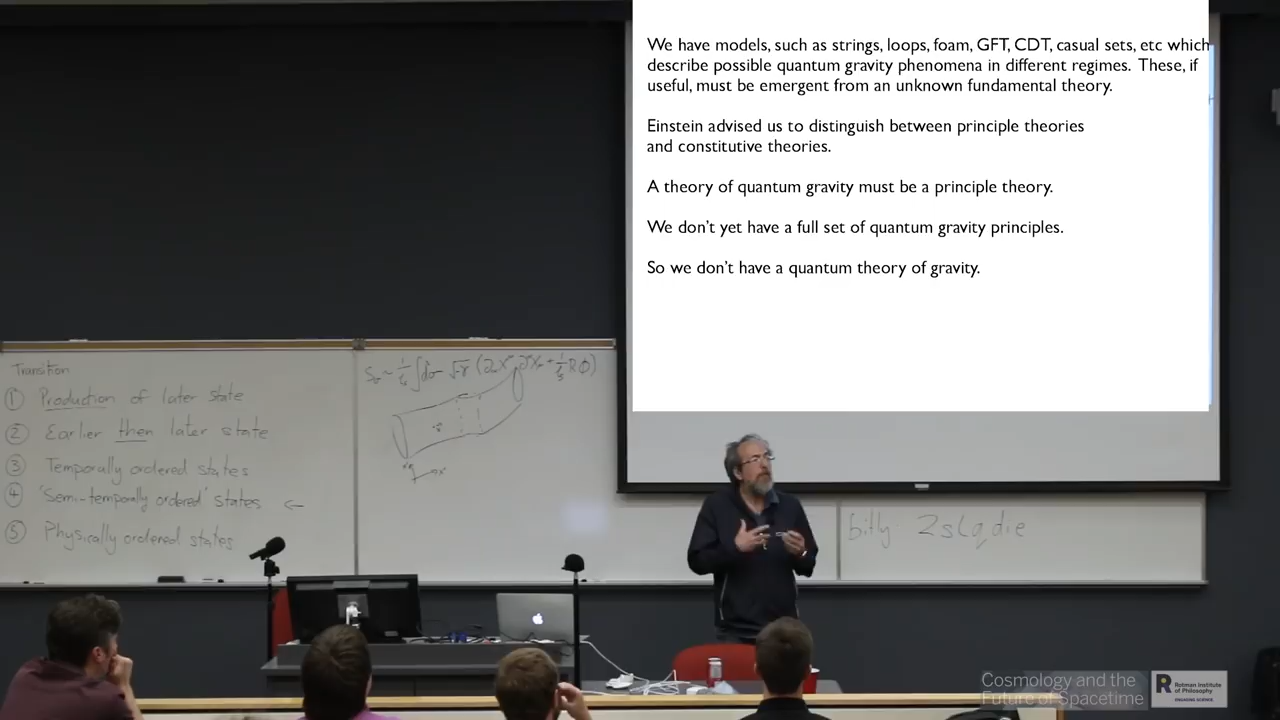 We have models, such as strings, loops, foam, GFT, CDT, casual sets, etc which
describe possible quantum gravity phenomena in different regimes. These, if
useful, must be emergent from an unknown fundamental theory.
Einstein advised us to distinguish between principle theories
and constitutive theories.
A theory of quantum gravity must be a principle theory.
We don't yet have a full set of quantum gravity principles.
So we don't have a quantum theory of gravity.
Transition
① Production of later state
② Earlier then later state
③ Temporally ordered states
④ 'Semi-temporally ordered' states ←
⑤ Physically ordered states
Cosmology and the
Future of Spacetime
R Rotman Institute
of Philosophy
ENGAGING SCIENCE.